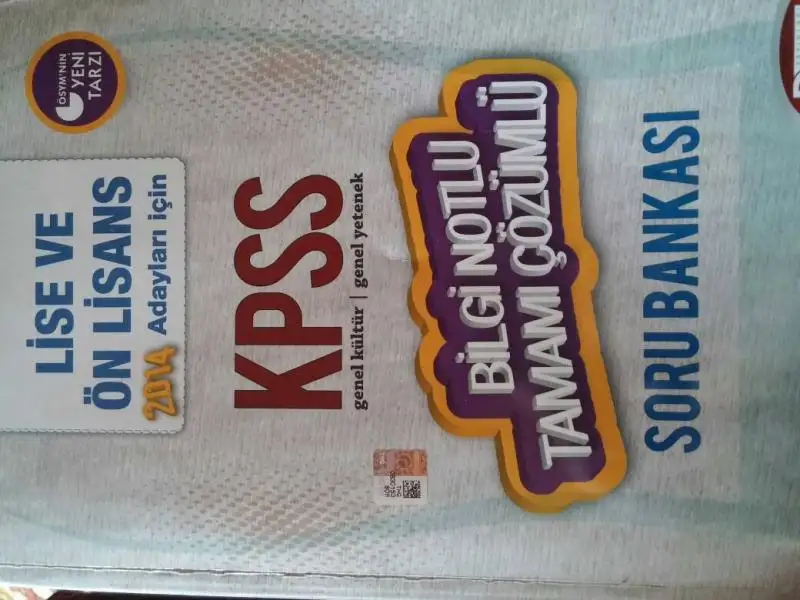 ÖSYM'NİN
YENİ
TARZI
LİSE VE
ÖN LİSANS
2014 Adayları için
KPSS
genel kültür | genel yetenek
BİLGİ NOTLU
TAMAMI ÇÖZÜMLÜ
SORU BANKASI